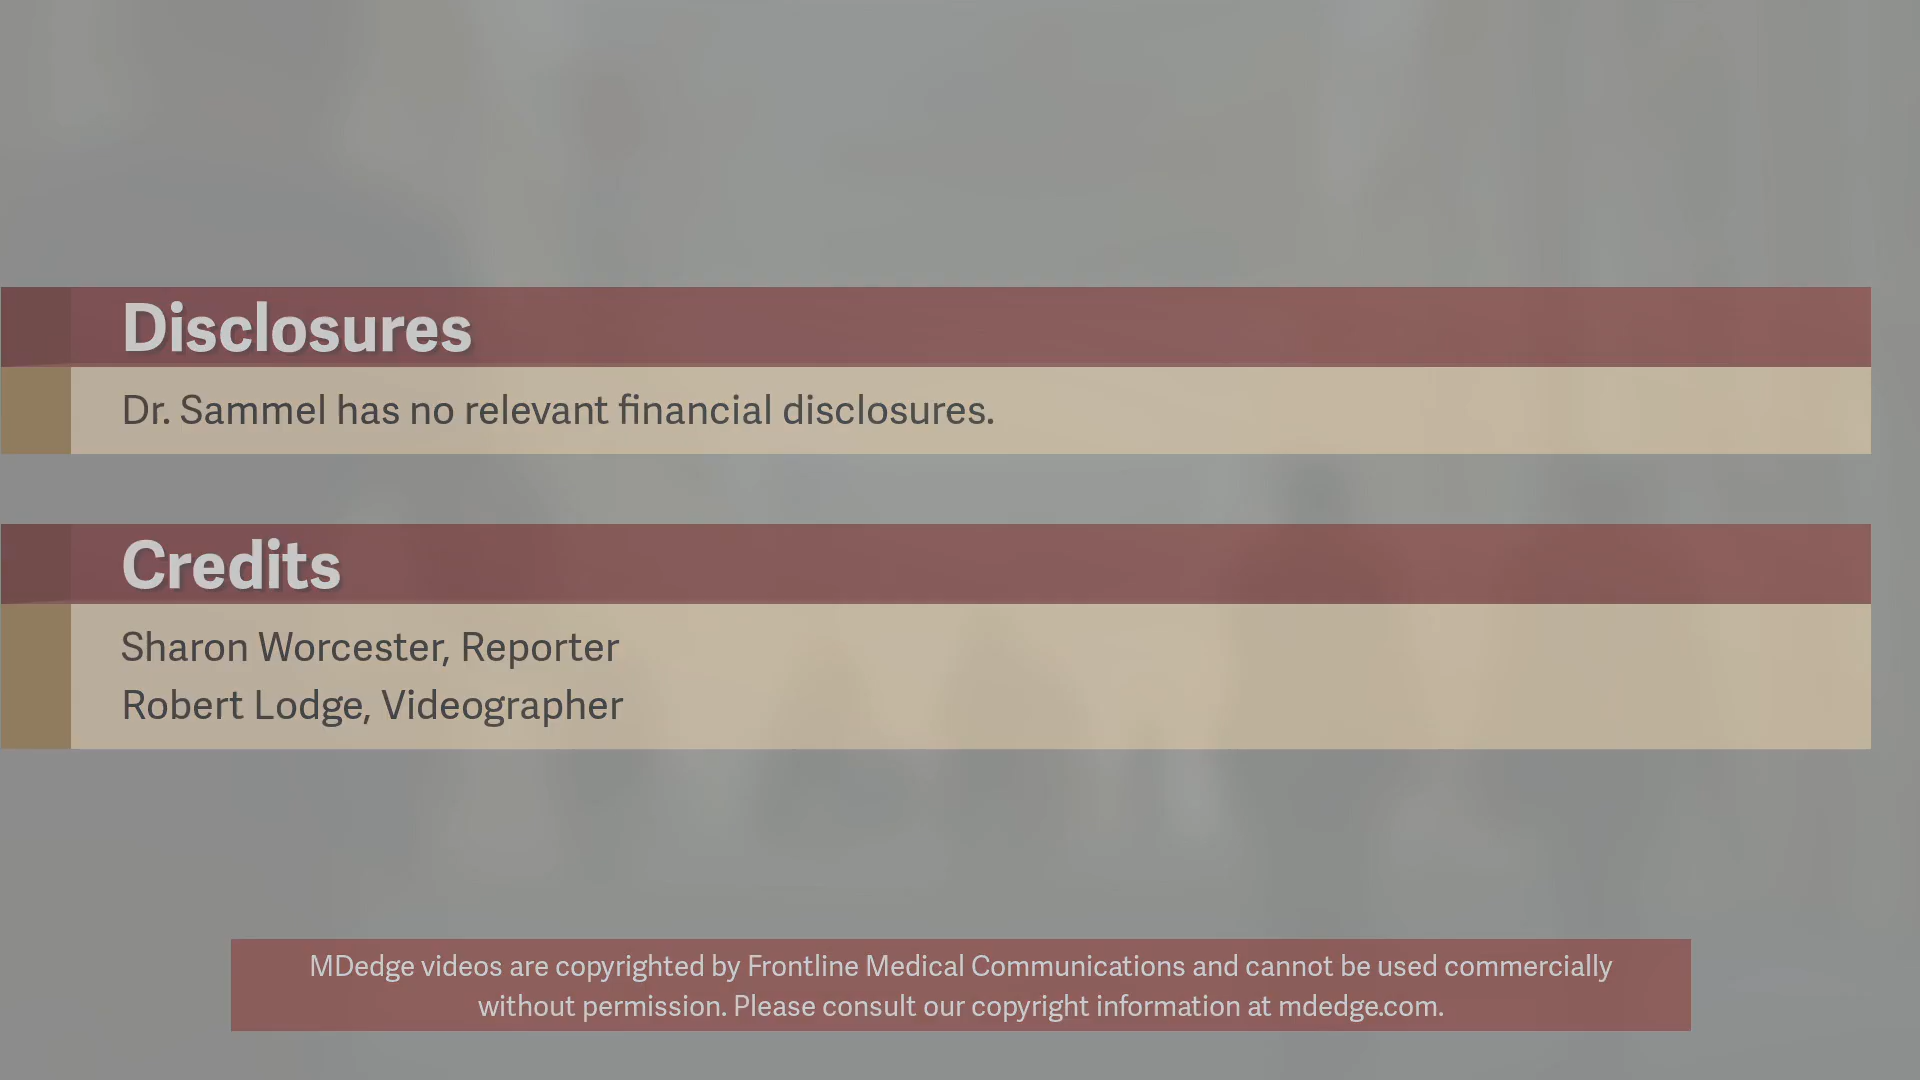 Disclosures
Dr. Sammel has no relevant financial disclosures.
Credits
Sharon Worcester, Reporter
Robert Lodge, Videographer
MDedge videos are copyrighted by Frontline Medical Communications and cannot be used commercially
without permission. Please consult our copyright information at mdedge.com.